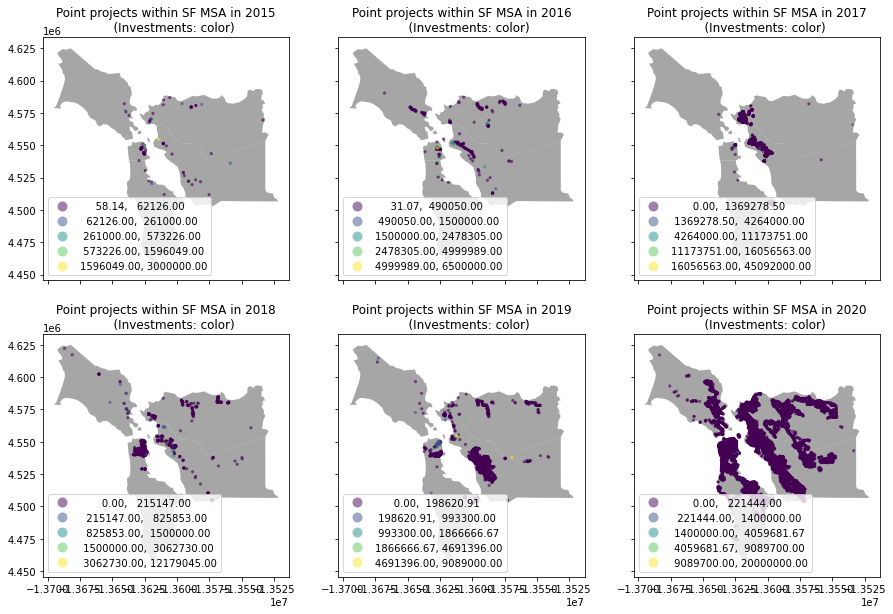 Point projects within SF MSA in 2015
(Investments: color)
Point projects within SF MSA in 2016
(Investments: color)
Point projects within SF MSA in 2017
(Investments: color)
1e6
4.625
4.600
4.575
4.550
4.525
4.500
4.475
4.450
58.14, 62126.00
62126.00, 261000.00
261000.00, 573226.00
573226.00, 1596049.00
1596049.00, 3000000.00
31.07, 490050.00
490050.00, 1500000.00
1500000.00, 2478305.00
2478305.00, 4999989.00
4999989.00, 6500000.00
0.00, 1369278.50
1369278.50, 4264000.00
4264000.00, 11173751.00
11173751.00, 16056563.00
16056563.00, 45092000.00
Point projects within SF MSA in 2018
(Investments: color)
Point projects within SF MSA in 2019
(Investments: color)
Point projects within SF MSA in 2020
(Investments: color)
1e6
4.625
4.600
4.575
4.550
4.525
4.500
4.475
4.450
0.00, 215147.00
215147.00, 825853.00
825853.00, 1500000.00
1500000.00, 3062730.00
3062730.00, 12179045.00
0.00, 198620.91
198620.91, 993300.00
993300.00, 1866666.67
1866666.67, 4691396.00
4691396.00, 9089000.00
0.00, 221444.00
221444.00, 1400000.00
1400000.00, 4059681.67
4059681.67, 9089700.00
9089700.00, 20000000.00
−1.3700 −1.3675 −1.3650 −1.3625 −1.3600 −1.3575 −1.3550 −1.3525
1e7
−1.3700 −1.3675 −1.3650 −1.3625 −1.3600 −1.3575 −1.3550 −1.3525
1e7
−1.3700 −1.3675 −1.3650 −1.3625 −1.3600 −1.3575 −1.3550 −1.3525
1e7